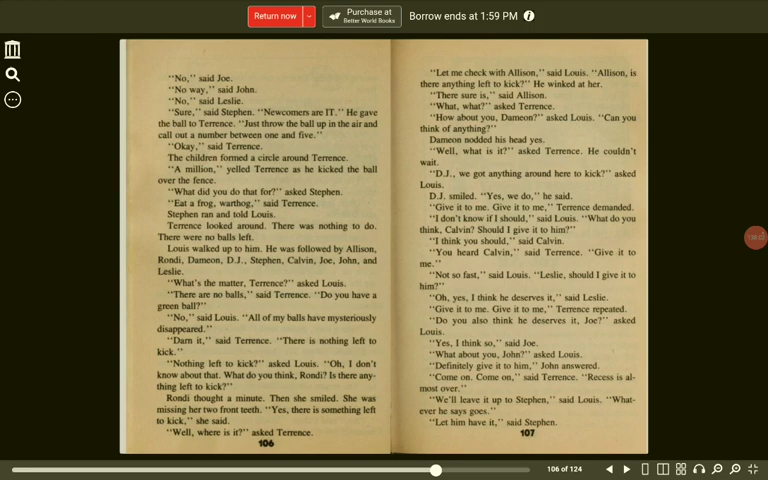 Return now
Purchase at
Better World Books
Borrow ends at 1:59 PM
"No," said Joe.
"No way," said John.
"No," said Leslie.
"Sure," said Stephen. "Newcomers are IT." He gave
the ball to Terrence. "Just throw the ball up in the air and
call out a number between one and five."
"Okay," said Terrence.
The children formed a circle around Terrence.
"A million," yelled Terrence as he kicked the ball
over the fence.
"What did you do that for?" asked Stephen.
"Eat a frog, warthog," said Terrence.
Stephen ran and told Louis.
Terrence looked around. There was nothing to do.
There were no balls left.
Louis walked up to him. He was followed by Allison,
Rondi, Dameon, D.J., Stephen, Calvin, Joe, John, and
Leslie.
"What's the matter, Terrence?" asked Louis.
"There are no balls," said Terrence. "Do you have a
green ball?"
"No," said Louis. "All of my balls have mysteriously
disappeared."
"Darn it," said Terrence. "There is nothing left to
kick."
"Nothing left to kick?" asked Louis. "Oh, I don't
know about that. What do you think, Rondi? Is there any-
thing left to kick?"
Rondi thought a minute. Then she smiled. She was
missing her two front teeth. "Yes, there is something left
to kick," she said.
"Well, where is it?" asked Terrence.
106
"Let me check with Allison," said Louis. "Allison, is
there anything left to kick?" He winked at her.
"There sure is," said Allison.
"What, what?" asked Terrence.
"How about you, Dameon?" asked Louis. "Can you
think of anything?"
Dameon nodded his head yes.
"Well, what is it?" asked Terrence. He couldn't
wait.
"D.J., we got anything around here to kick?" asked
Louis.
D.J. smiled. "Yes, we do," he said.
"Give it to me. Give it to me," Terrence demanded.
"I don't know if I should," said Louis. "What do you
think, Calvin? Should I give it to him?"
"I think you should," said Calvin.
"You heard Calvin," said Terrence. "Give it to
me."
"Not so fast," said Louis. "Leslie, should I give it to
him?"
"Oh, yes, I think he deserves it," said Leslie.
"Give it to me. Give it to me," Terrence repeated.
"Do you also think he deserves it, Joe?" asked
Louis.
"Yes, I think so," said Joe.
"What about you, John?" asked Louis.
"Definitely give it to him," John answered.
"Come on. Come on," said Terrence. "Recess is al-
most over."
"We'll leave it up to Stephen," said Louis. "What-
ever he says goes."
"Let him have it," said Stephen.
107
106 of 124